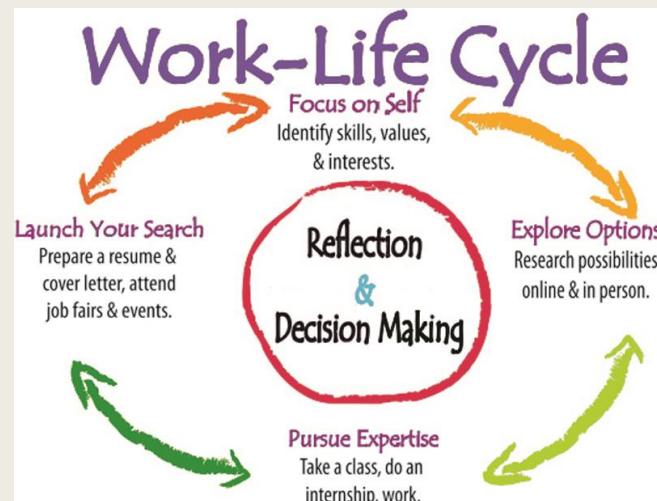 Work-Life Cycle
Focus on Self
Identify skills, values,
& interests.
Explore Options
Research possibilities
online & in person.
Pursue Expertise
Take a class, do an
internship, work.
Launch Your Search
Prepare a resume &
cover letter, attend
job fairs & events.
Reflection
&
Decision Making